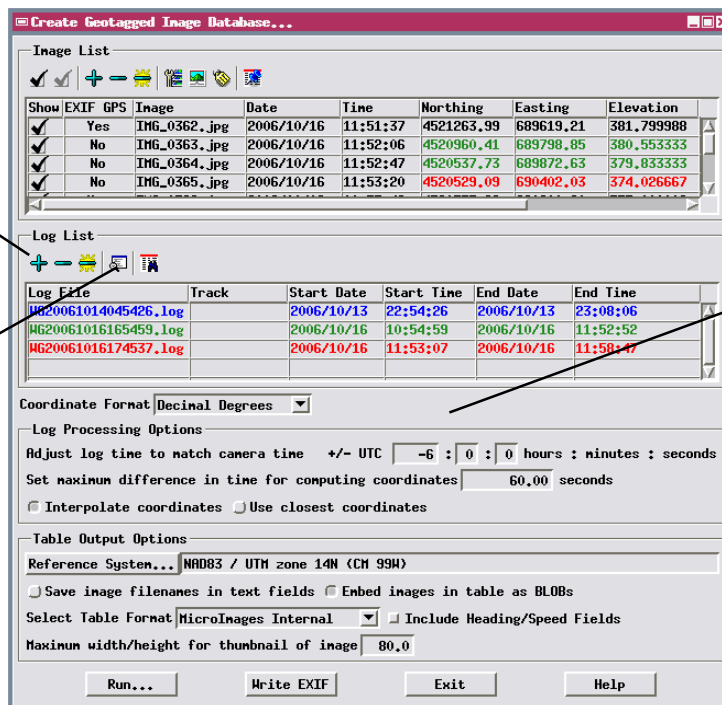 Create Geotagged Image Database...
Image List
Show EXIF GPS Image Date Time Northing Easting Elevation
Yes IMG_0362.jpg 2006/10/16 11:51:37 4521263.99 689619.21 381.799988
No IMG_0363.jpg 2006/10/16 11:52:06 4520960.41 689798.85 380.553333
No IMG_0364.jpg 2006/10/16 11:52:47 4520537.73 689872.63 379.833333
No IMG_0365.jpg 2006/10/16 11:53:20 4520529.09 690402.03 374.026667
Log List
Log File Track Start Date Start Time End Date End Time
WG20061014045426.log 2006/10/13 22:54:26 2006/10/13 23:08:06
WG20061016165459.log 2006/10/16 10:54:59 2006/10/16 11:52:52
WG20061016174537.log 2006/10/16 11:53:07 2006/10/16 11:58:47
Coordinate Format Decimal Degrees
Log Processing Options
Adjust log time to match camera time +/- UTC -6 : 0 : 0 hours : minutes : seconds
Set maximum difference in time for computing coordinates 60.00 seconds
Interpolate coordinates Use closest coordinates
Table Output Options
Reference System... NAD83 / UTM zone 14N (CM 99W)
Save image filenames in text fields Embed images in table as BLOBs
Select Table Format MicroImages Internal Include Heading/Speed Fields
Maximum width/height for thumbnail of image 80.0
Run... Write EXIF Exit Help